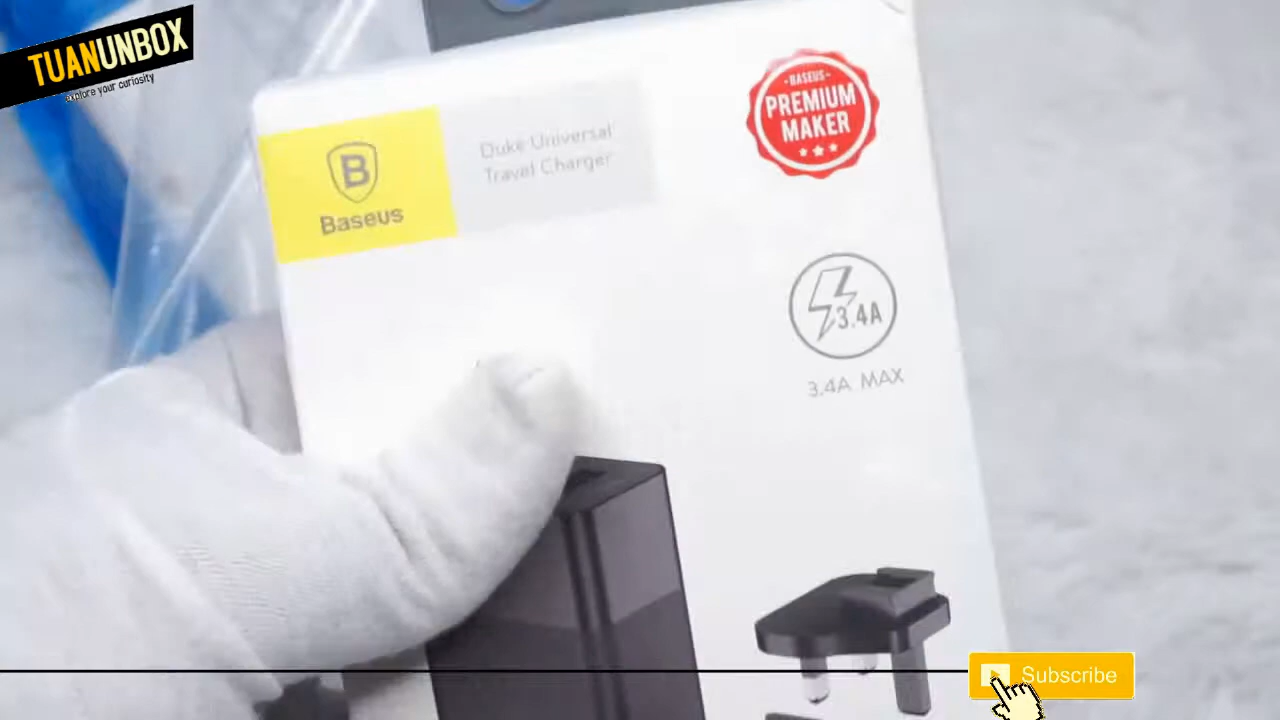 TUANUNBOX
explore your curiosity
B
Baseus
Duke Universal
Travel Charger
-BASEUS-
PREMIUM
MAKER
3.4A
3.4A MAX
Subscribe